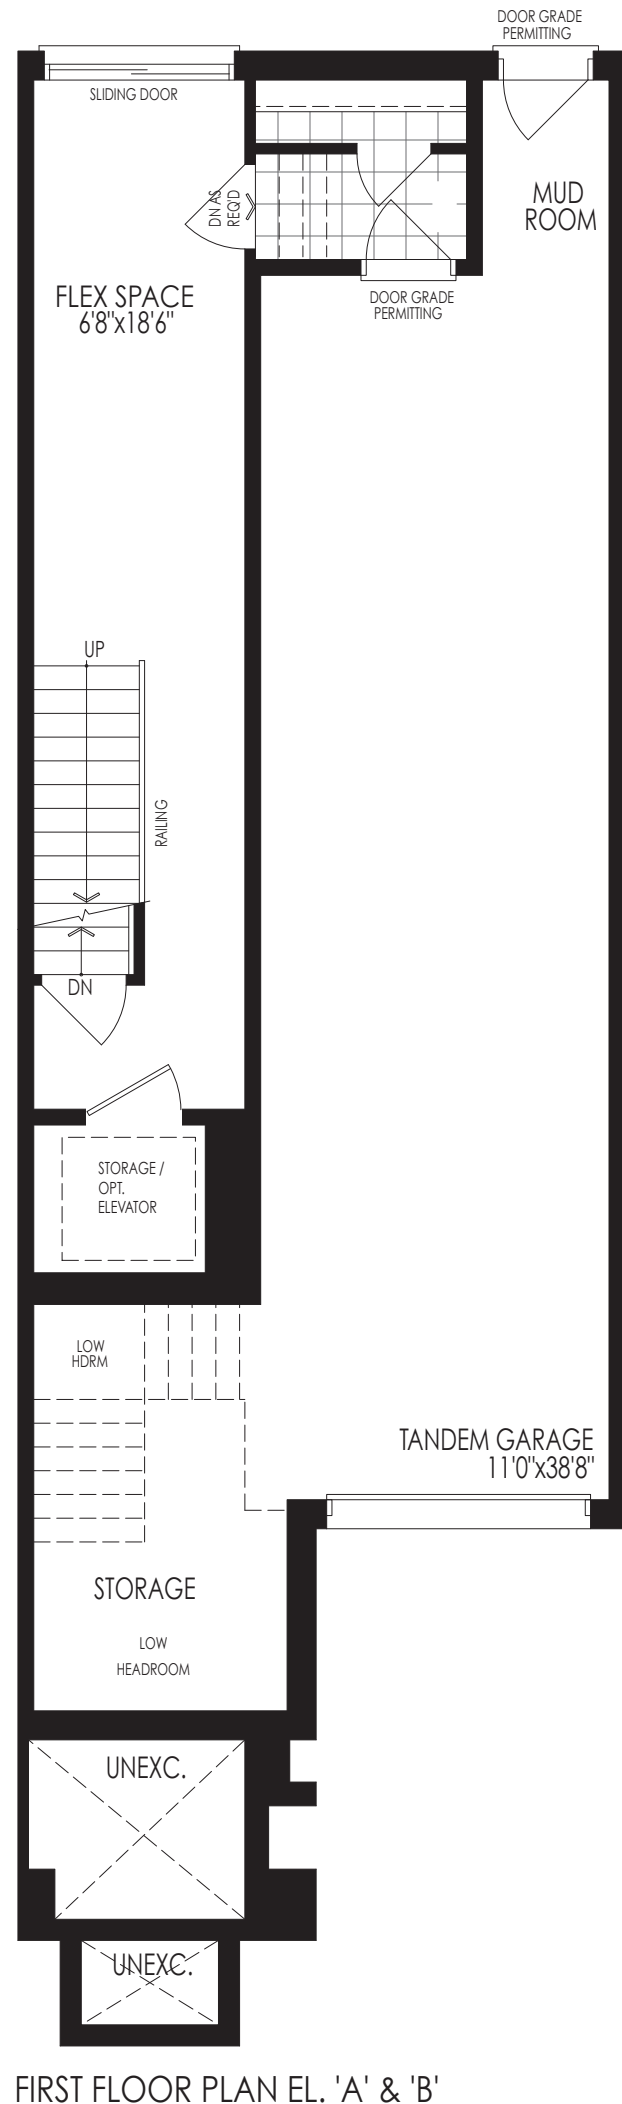 DOOR GRADE
PERMITTING
SLIDING DOOR
DN AS
REQ'D
MUD
ROOM
FLEX SPACE
6'8"x18'6"
DOOR GRADE
PERMITTING
UP
RAILING
DN
STORAGE /
OPT.
ELEVATOR
LOW
HDRM
TANDEM GARAGE
11'0"x38'8"
STORAGE
LOW
HEADROOM
UNEXC.
UNEXC.
FIRST FLOOR PLAN EL. 'A' & 'B'